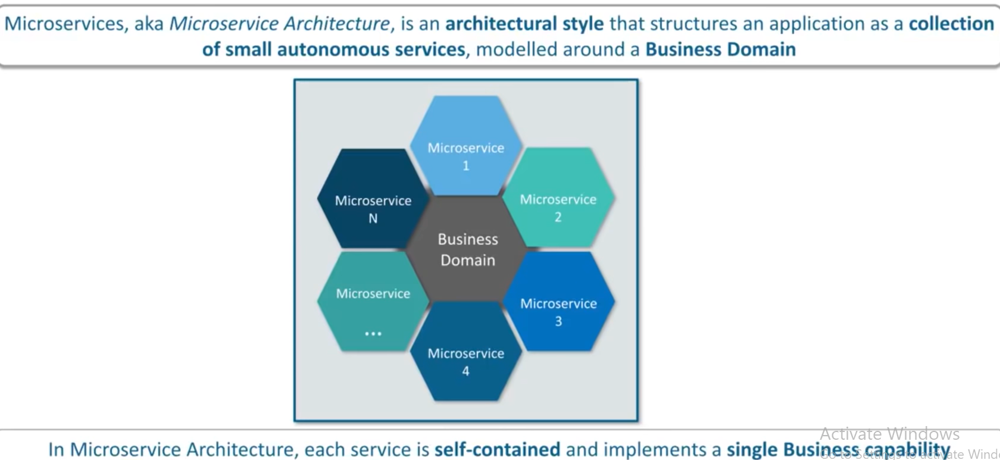 Microservices, aka Microservice Architecture, is an architectural style that structures an application as a collection
of small autonomous services, modelled around a Business Domain
Microservice
1
Microservice
N
Microservice
2
Business
Domain
Microservice
...
Microservice
3
Microservice
4
Activate Windows
In Microservice Architecture, each service is self-contained and implements a single Business capability
Go to Settings to activate Wind